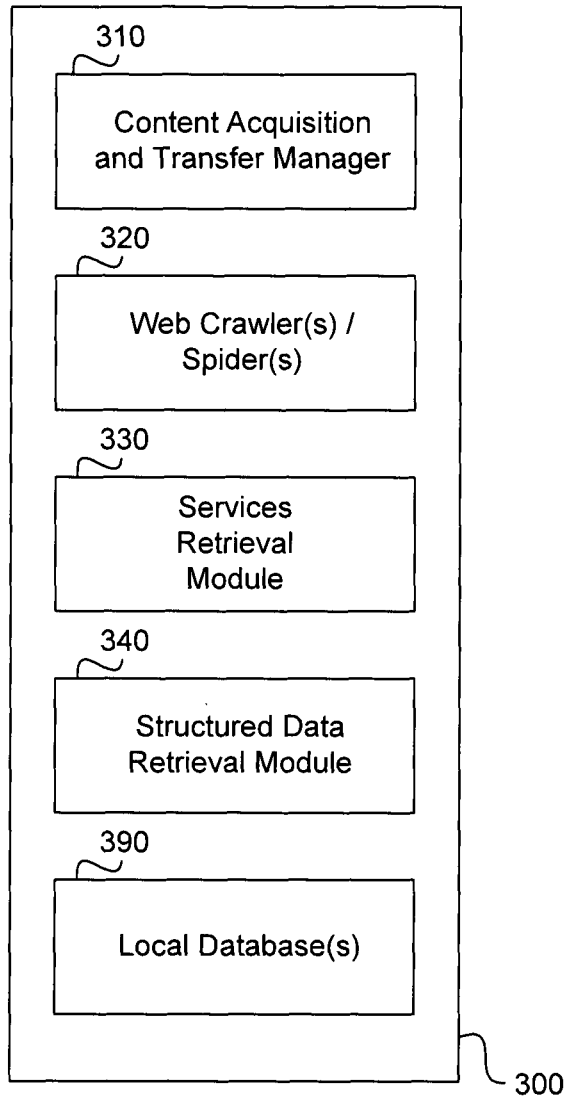 310
Content Acquisition
and Transfer Manager
320
Web Crawler(s) /
Spider(s)
330
Services
Retrieval
Module
340
Structured Data
Retrieval Module
390
Local Database(s)
300